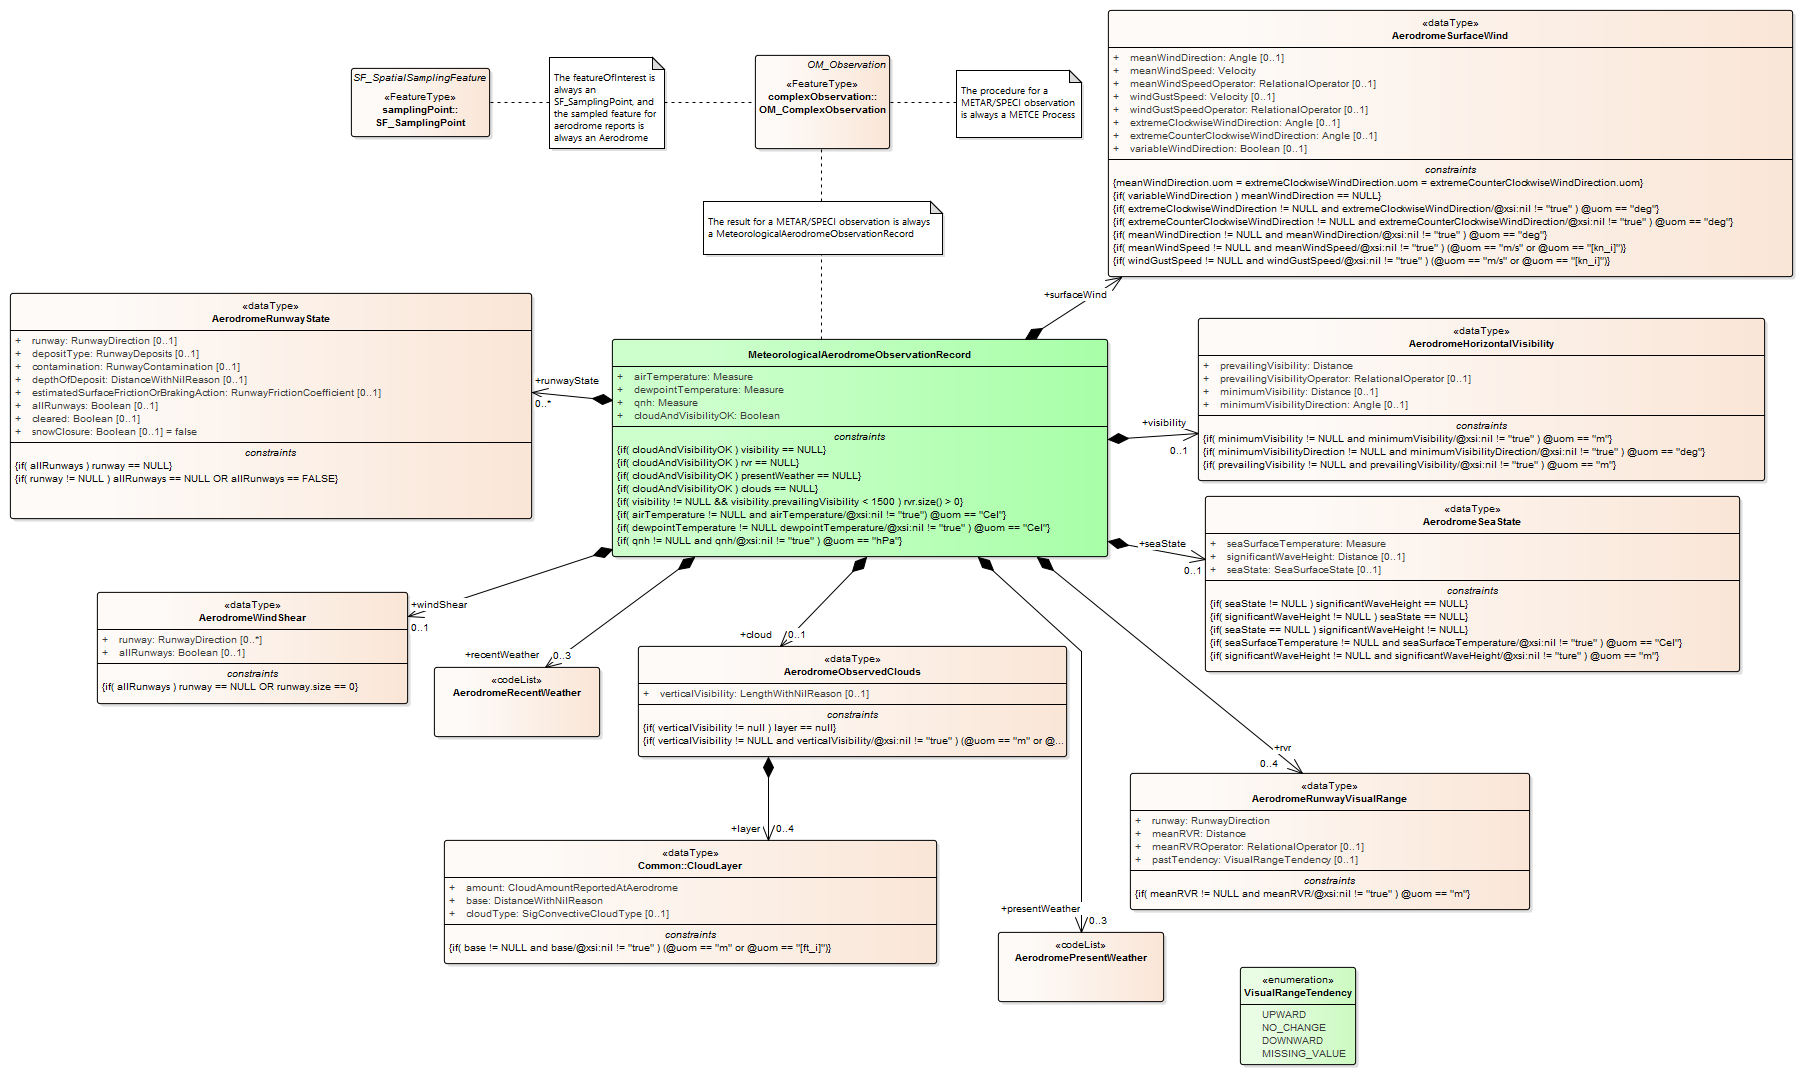 SF_SpatialSamplingFeature
«FeatureType»
samplingPoint::
SF_SamplingPoint
The featureOfInterest is
always an
SF_SamplingPoint, and
the sampled feature for
aerodrome reports is
always an Aerodrome
OM_Observation
«FeatureType»
complexObservation::
OM_ComplexObservation
The procedure for a
METAR/SPECI observation
is always a METCE Process
The result for a METAR/SPECI observation is always
a MeteorologicalAerodromeObservationRecord
«dataType»
AerodromeSurfaceWind
+ meanWindDirection: Angle [0..1]
+ meanWindSpeed: Velocity
+ meanWindSpeedOperator: RelationalOperator [0..1]
+ windGustSpeed: Velocity [0..1]
+ windGustSpeedOperator: RelationalOperator [0..1]
+ extremeClockwiseWindDirection: Angle [0..1]
+ extremeCounterClockwiseWindDirection: Angle [0..1]
+ variableWindDirection: Boolean [0..1]
constraints
{meanWindDirection.uom = extremeClockwiseWindDirection.uom = extremeCounterClockwiseWindDirection.uom}
{if( variableWindDirection ) meanWindDirection == NULL}
{if( extremeClockwiseWindDirection != NULL and extremeClockwiseWindDirection/@xsi:nil != "true" ) @uom == "deg"}
{if( extremeCounterClockwiseWindDirection != NULL and extremeCounterClockwiseWindDirection/@xsi:nil != "true" ) @uom == "deg"}
{if( meanWindDirection != NULL and meanWindDirection/@xsi:nil != "true" ) @uom == "deg"}
{if( meanWindSpeed != NULL and meanWindSpeed/@xsi:nil != "true" ) (@uom == "m/s" or @uom == "[kn_i]")}
{if( windGustSpeed != NULL and windGustSpeed/@xsi:nil != "true" ) (@uom == "m/s" or @uom == "[kn_i]")}
+surfaceWind
«dataType»
AerodromeRunwayState
+ runway: RunwayDirection [0..1]
+ depositType: RunwayDeposits [0..1]
+ contamination: RunwayContamination [0..1]
+ depthOfDeposit: DistanceWithNilReason [0..1]
+ estimatedSurfaceFrictionOrBrakingAction: RunwayFrictionCoefficient [0..1]
+ allRunways: Boolean [0..1]
+ cleared: Boolean [0..1]
+ snowClosure: Boolean [0..1] = false
constraints
{if( allRunways ) runway == NULL}
{if( runway != NULL ) allRunways == NULL OR allRunways == FALSE}
+runwayState
0..*
MeteorologicalAerodromeObservationRecord
+ airTemperature: Measure
+ dewpointTemperature: Measure
+ qnh: Measure
+ cloudAndVisibilityOK: Boolean
constraints
{if( cloudAndVisibilityOK ) visibility == NULL}
{if( cloudAndVisibilityOK ) rvr == NULL}
{if( cloudAndVisibilityOK ) presentWeather == NULL}
{if( cloudAndVisibilityOK ) clouds == NULL}
{if( visibility != NULL && visibility.prevailingVisibility < 1500 ) rvr.size() > 0}
{if( airTemperature != NULL and airTemperature/@xsi:nil != "true") @uom == "Cel"}
{if( dewpointTemperature != NULL dewpointTemperature/@xsi:nil != "true" ) @uom == "Cel"}
{if( qnh != NULL and qnh/@xsi:nil != "true" ) @uom == "hPa"}
+visibility
0..1
«dataType»
AerodromeHorizontalVisibility
+ prevailingVisibility: Distance
+ prevailingVisibilityOperator: RelationalOperator [0..1]
+ minimumVisibility: Distance [0..1]
+ minimumVisibilityDirection: Angle [0..1]
constraints
{if( minimumVisibility != NULL and minimumVisibility/@xsi:nil != "true" ) @uom == "m"}
{if( minimumVisibilityDirection != NULL and minimumVisibilityDirection/@xsi:nil != "true" ) @uom == "deg"}
{if( prevailingVisibility != NULL and prevailingVisibility/@xsi:nil != "true" ) @uom == "m"}
+seaState
0..1
«dataType»
AerodromeSeaState
+ seaSurfaceTemperature: Measure
+ significantWaveHeight: Distance [0..1]
+ seaState: SeaSurfaceState [0..1]
constraints
{if( seaState != NULL ) significantWaveHeight == NULL}
{if( significantWaveHeight != NULL ) seaState == NULL}
{if( seaState == NULL ) significantWaveHeight != NULL}
{if( seaSurfaceTemperature != NULL and seaSurfaceTemperature/@xsi:nil != "true" ) @uom == "Cel"}
{if( significantWaveHeight != NULL and significantWaveHeight/@xsi:nil != "ture" ) @uom == "m"}
«dataType»
AerodromeWindShear
+ runway: RunwayDirection [0..*]
+ allRunways: Boolean [0..1]
constraints
{if( allRunways ) runway == NULL OR runway.size == 0}
+windShear
0..1
+recentWeather
0..3
«codeList»
AerodromeRecentWeather
+cloud
0..1
«dataType»
AerodromeObservedClouds
+ verticalVisibility: LengthWithNilReason [0..1]
constraints
{if( verticalVisibility != null ) layer == null}
{if( verticalVisibility != NULL and verticalVisibility/@xsi:nil != "true" ) (@uom == "m" or @...
+layer
0..4
«dataType»
Common::CloudLayer
+ amount: CloudAmountReportedAtAerodrome
+ base: DistanceWithNilReason
+ cloudType: SigConvectiveCloudType [0..1]
constraints
{if( base != NULL and base/@xsi:nil != "true" ) (@uom == "m" or @uom == "[ft_i]")}
+rvr
0..4
«dataType»
AerodromeRunwayVisualRange
+ runway: RunwayDirection
+ meanRVR: Distance
+ meanRVROperator: RelationalOperator [0..1]
+ pastTendency: VisualRangeTendency [0..1]
constraints
{if( meanRVR != NULL and meanRVR/@xsi:nil != "true" ) @uom == "m"}
+presentWeather
0..3
«codeList»
AerodromePresentWeather
«enumeration»
VisualRangeTendency
UPWARD
NO_CHANGE
DOWNWARD
MISSING_VALUE